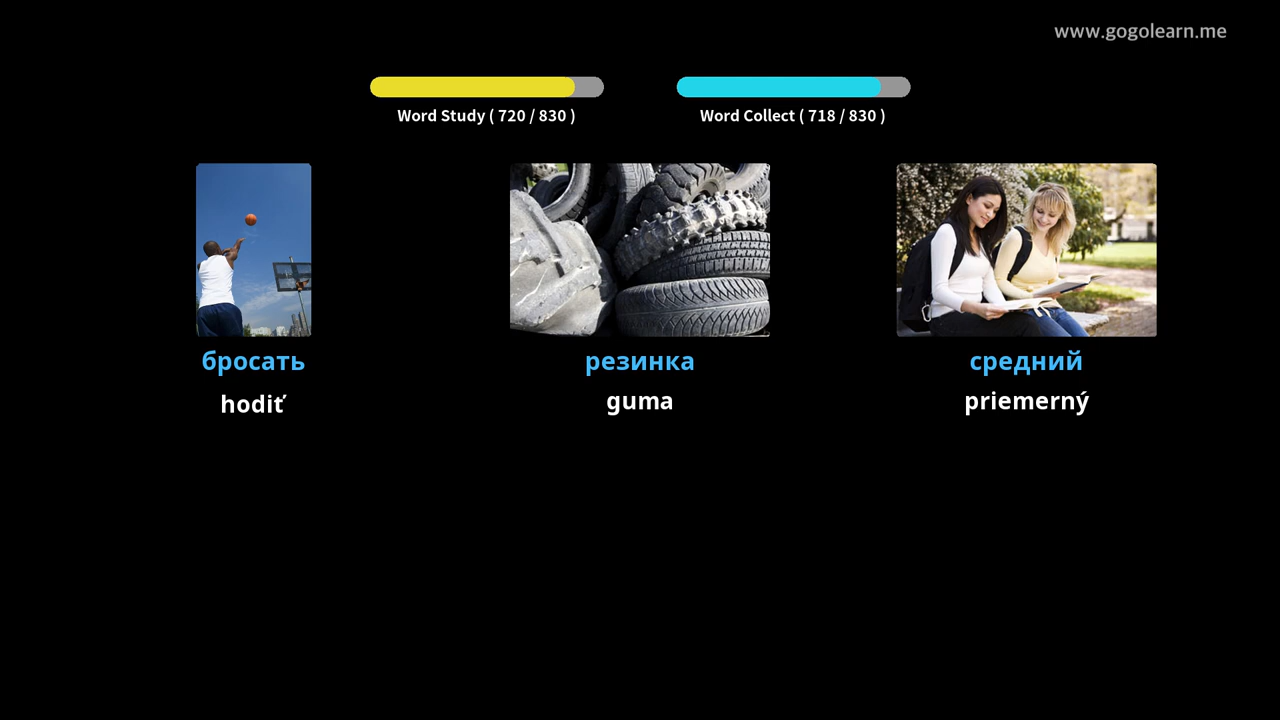 www.gogolearn.me
Word Study ( 720 / 830 )
Word Collect ( 718 / 830 )
бросать
hodiť
резинка
guma
средний
priemerný